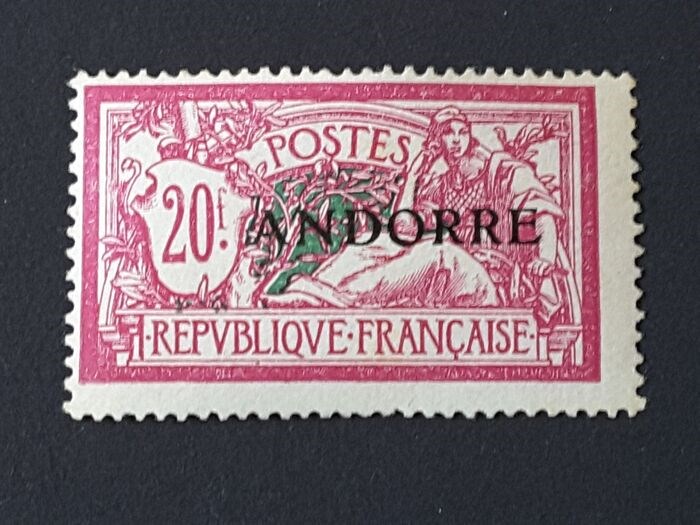 POSTES
20f.
ANDORRE
·REPVBLIQVE·FRANÇAISE·